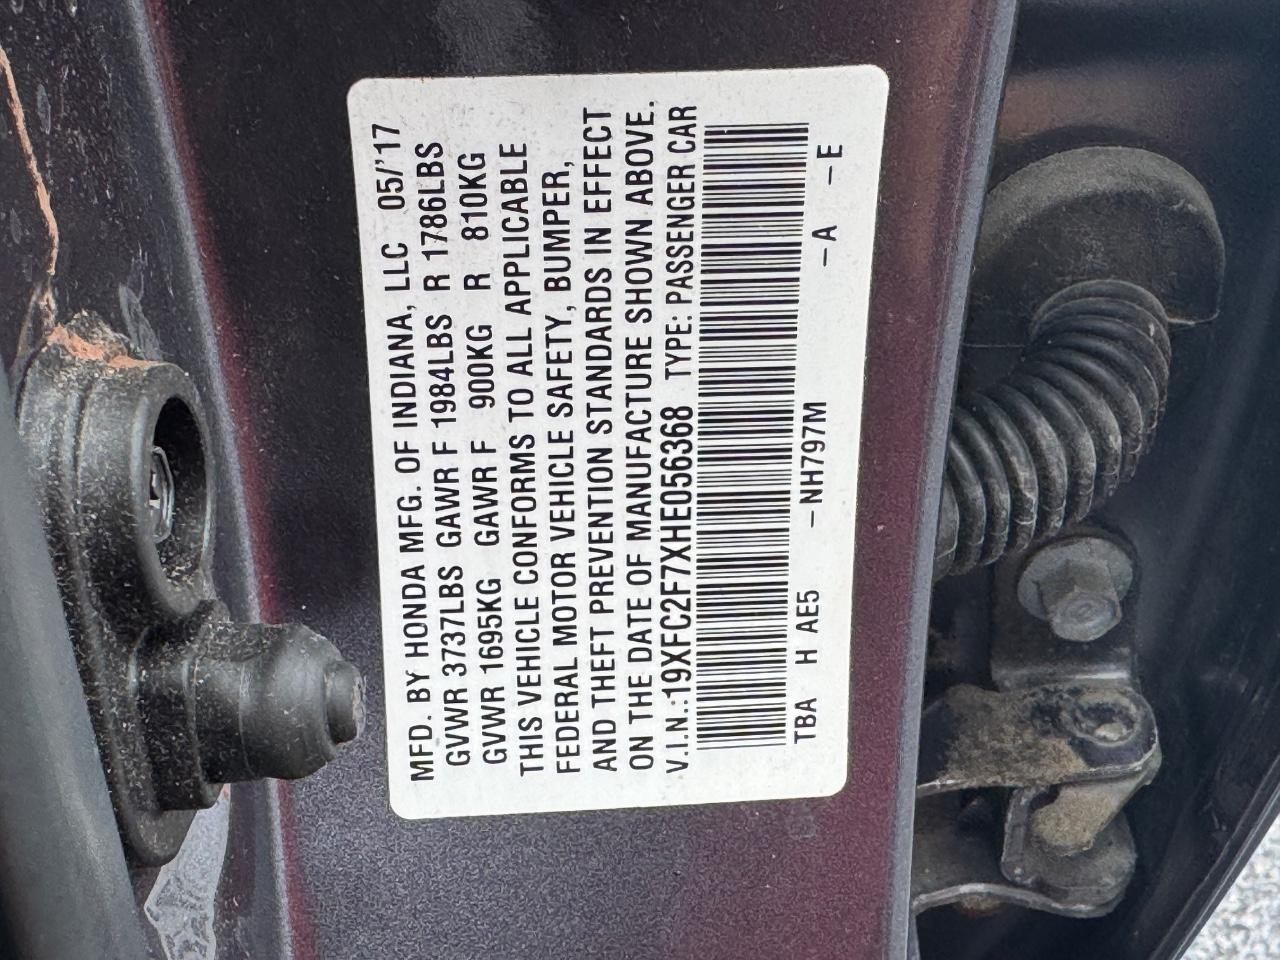 MFD. BY HONDA MFG. OF INDIANA, LLC 05/'17
GVWR 3737LBS GAWR F 1984LBS R 1786LBS
GVWR 1695KG GAWR F 900KG R 810KG
THIS VEHICLE CONFORMS TO ALL APPLICABLE
FEDERAL MOTOR VEHICLE SAFETY, BUMPER,
AND THEFT PREVENTION STANDARDS IN EFFECT
ON THE DATE OF MANUFACTURE SHOWN ABOVE.
V.I.N.:19XFC2F7XHE056368 TYPE: PASSENGER CAR
TBA H AE5 -NH797M -A -E